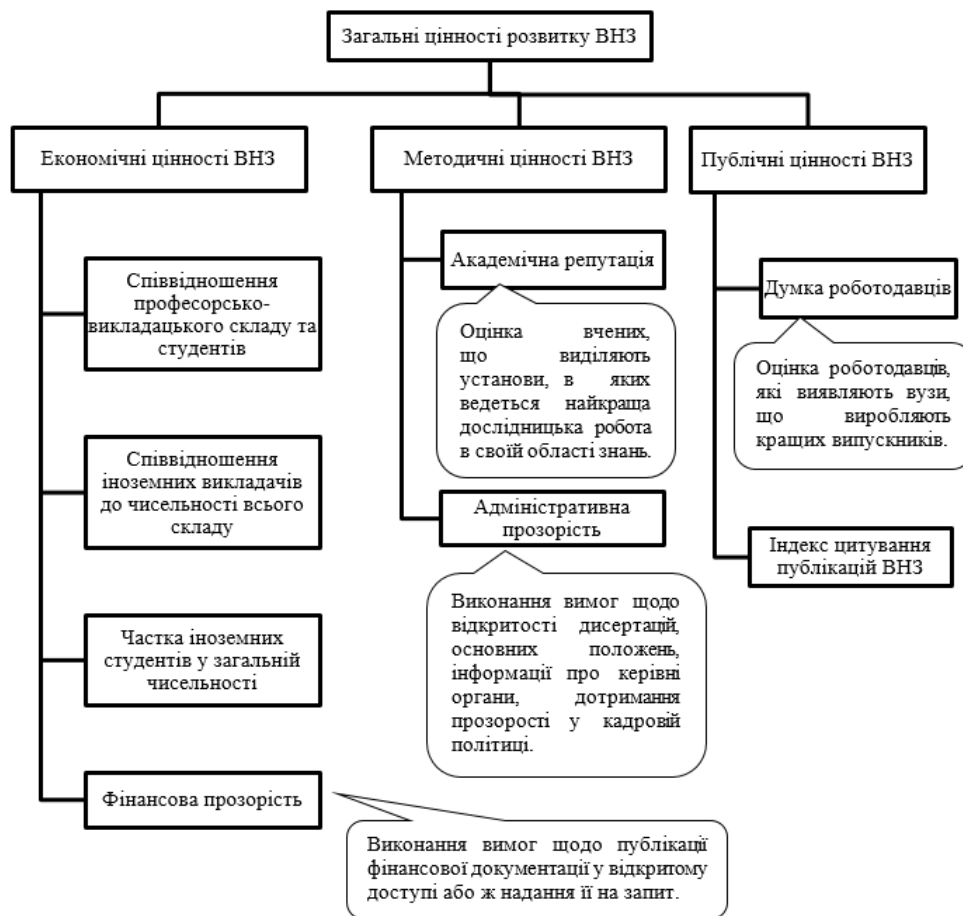 Загальні цінності розвитку ВНЗ
Економічні цінності ВНЗ
Методичні цінності ВНЗ
Публічні цінності ВНЗ
Співвідношення
професорсько-
викладацького складу та
студентів
Співвідношення
іноземних викладачів
до чисельності всього
складу
Частка іноземних
студентів у загальній
чисельності
Фінансова прозорість
Виконання вимог щодо публікації
фінансової документації у відкритому
доступі або ж надання її на запит.
Академічна репутація
Оцінка вчених,
що виділяють
установи, в яких
ведеться найкраща
дослідницька робота
в своїй області знань.
Адміністративна
прозорість
Виконання вимог щодо
відкритості дисертацій,
основних положень,
інформації про керівні
органи, дотримання
прозорості у кадровій
політиці.
Думка роботодавців
Оцінка роботодавців,
які виявляють вузи,
що виробляють
кращих випускників.
Індекс цитування
публікацій ВНЗ